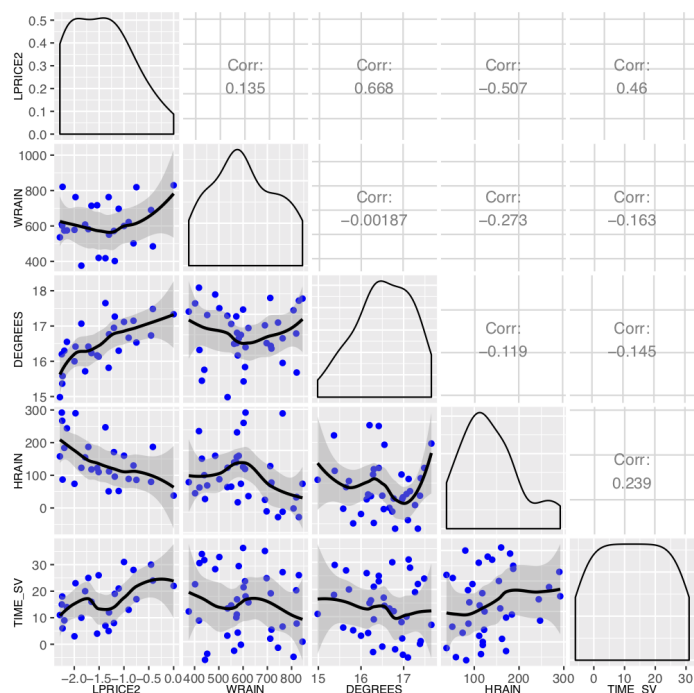 LPRICE2
0.5
0.4
0.3
0.2
0.1
0.0
Corr:
0.135
Corr:
0.668
Corr:
−0.507
Corr:
0.46
WRAIN
1000
800
600
400
Corr:
−0.00187
Corr:
−0.273
Corr:
−0.163
DEGREES
18
17
16
15
Corr:
−0.119
Corr:
−0.145
HRAIN
300
200
100
0
Corr:
0.239
TIME_SV
30
20
10
0
−2.0 −1.5 −1.0 −0.5 0.0
400 500 600 700 800
15 16 17
100 200 300
0 10 20 30
LPRICE2
WRAIN
DEGREES
HRAIN
TIME_SV